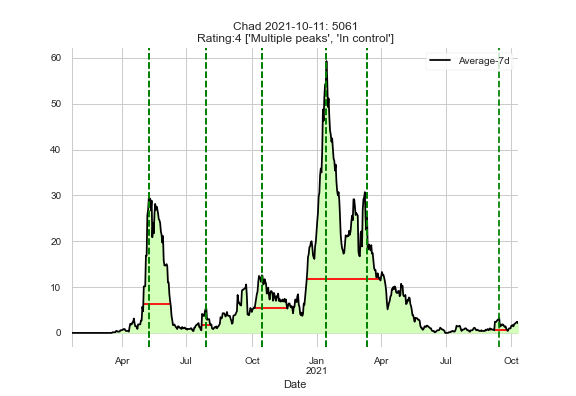 Chad 2021-10-11: 5061
Rating:4 ['Multiple peaks', 'In control']
Average-7d
60
50
40
30
20
10
0
Apr Jul Oct Jan Apr Jul Oct
2021
Date